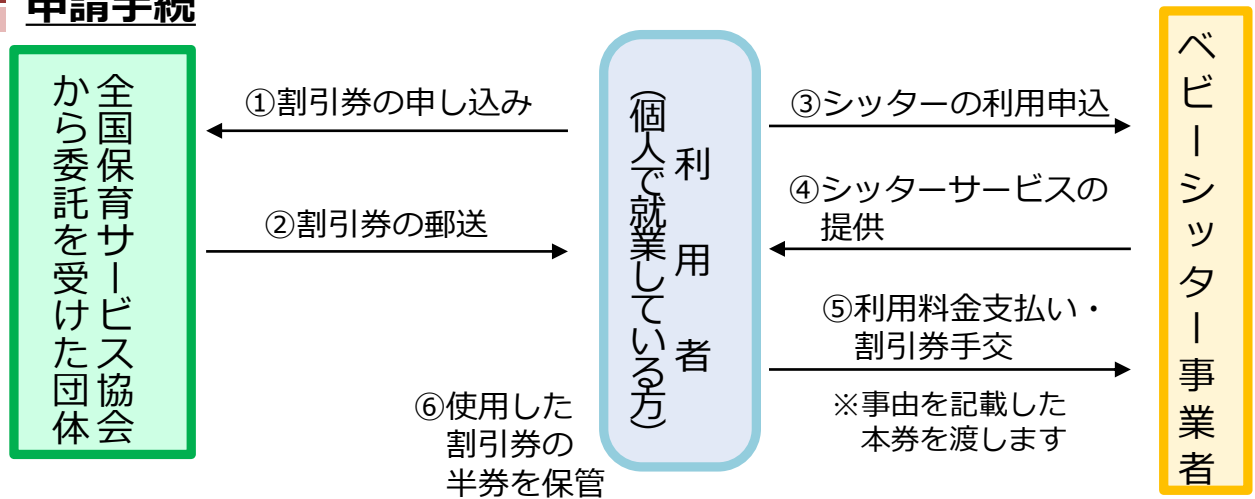 申請手続
全国保育サービス協会
から委託を受けた団体
①割引券の申し込み
②割引券の郵送
利用者
(個人で就業している方)
③シッターの利用申込
④シッターサービスの
提供
⑤利用料金支払い・
割引券手交
※事由を記載した
本券を渡します
⑥使用した
割引券の
半券を保管
ベビーシッター事業者